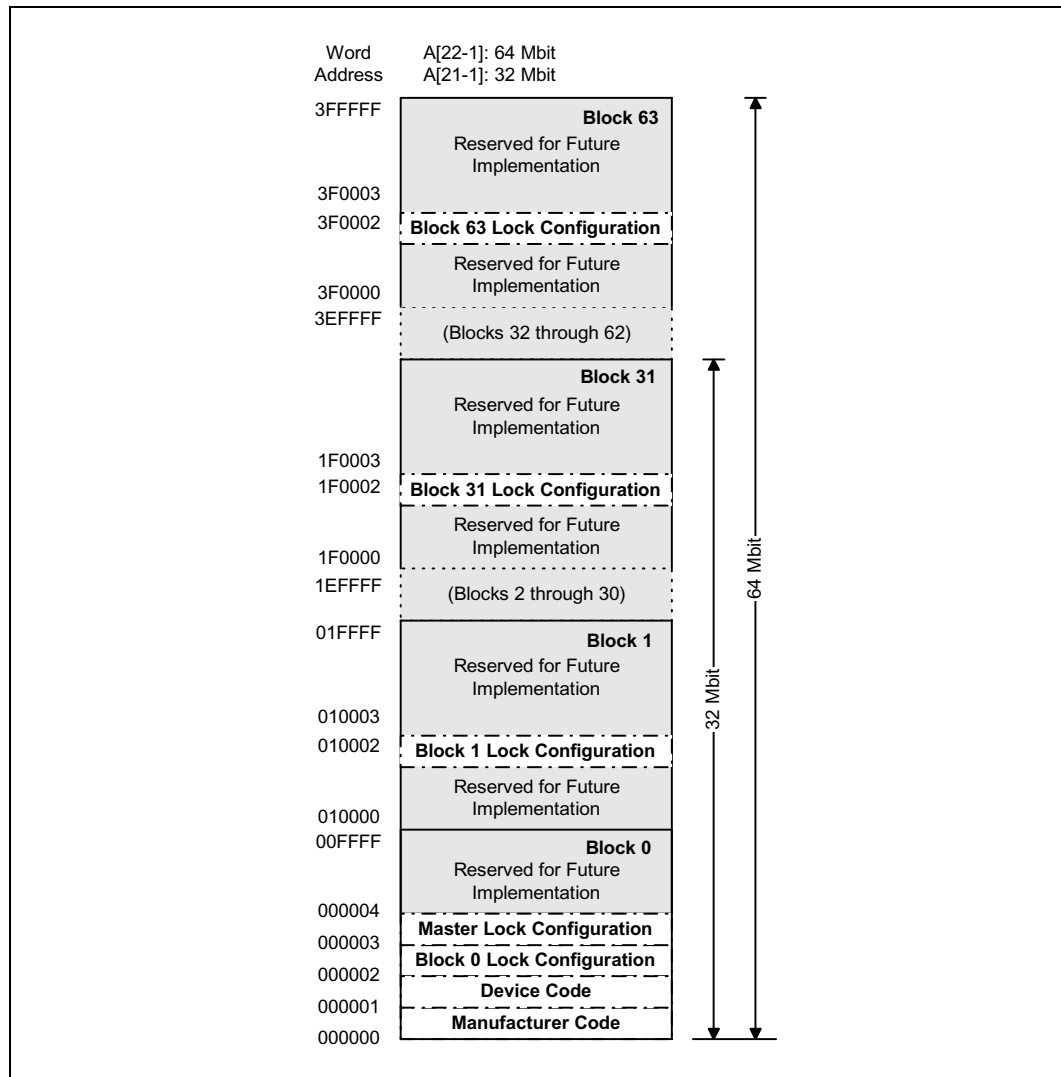 Word Address
A[22-1]: 64 Mbit
A[21-1]: 32 Mbit
3FFFFF
Block 63
Reserved for Future
Implementation
3F0003
3F0002
Block 63 Lock Configuration
Reserved for Future
Implementation
3F0000
3EFFFF
(Blocks 32 through 62)
Block 31
Reserved for Future
Implementation
1F0003
1F0002
Block 31 Lock Configuration
Reserved for Future
Implementation
1F0000
1EFFFF
(Blocks 2 through 30)
01FFFF
Block 1
Reserved for Future
Implementation
010003
010002
Block 1 Lock Configuration
Reserved for Future
Implementation
010000
00FFFF
Block 0
Reserved for Future
Implementation
000004
Master Lock Configuration
000003
Block 0 Lock Configuration
000002
Device Code
000001
Manufacturer Code
000000
32 Mbit
64 Mbit